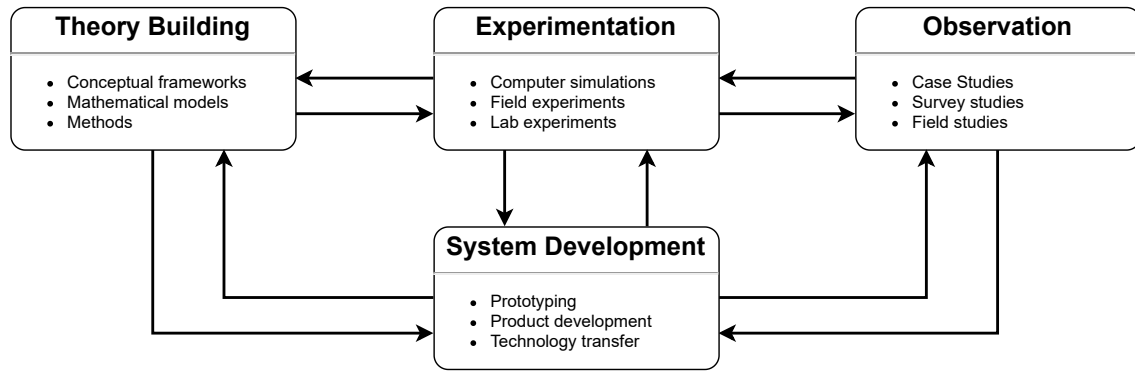 Theory Building
• Conceptual frameworks
• Mathematical models
• Methods
Experimentation
• Computer simulations
• Field experiments
• Lab experiments
Observation
• Case Studies
• Survey studies
• Field studies
System Development
• Prototyping
• Product development
• Technology transfer